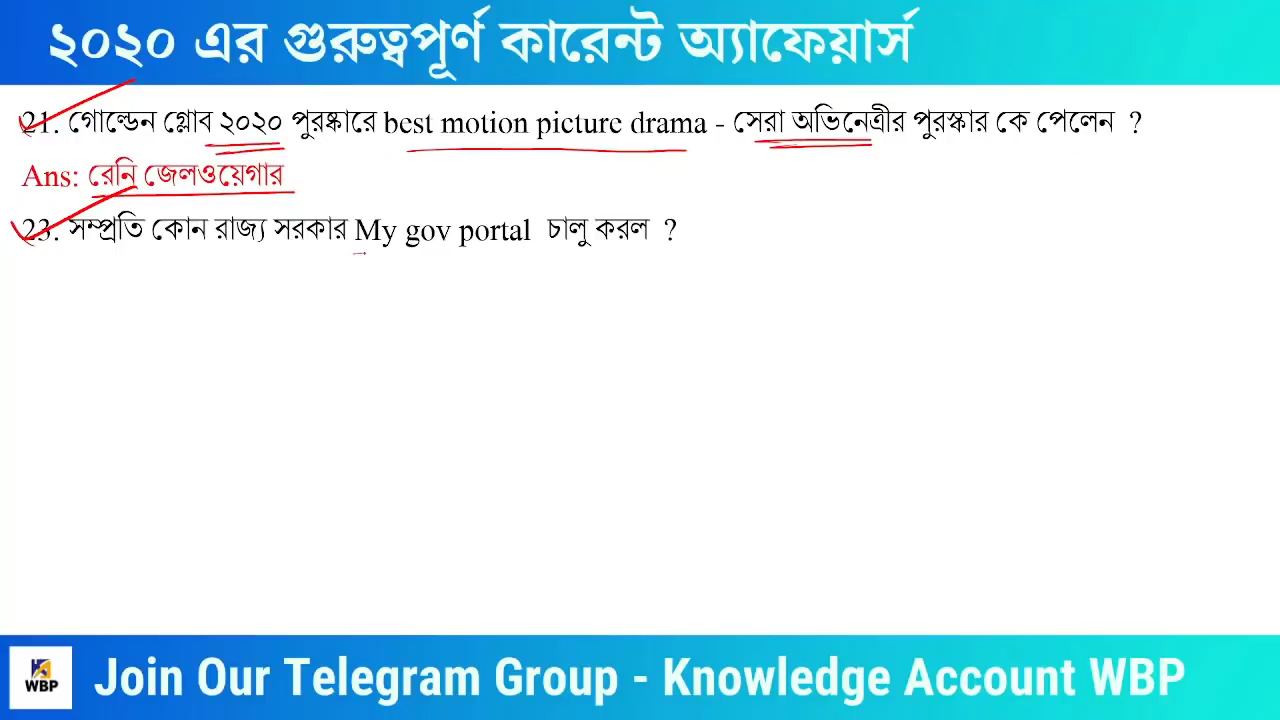 ২০২০ এর গুরুত্বপূর্ণ কারেন্ট অ্যাফেয়ার্স
21. গোল্ডেন গ্লোব ২০২০ পুরষ্কারে best motion picture drama - সেরা অভিনেত্রীর পুরস্কার কে পেলেন ?
Ans: রেনি জেলওয়েগার
23. সম্প্রতি কোন রাজ্য সরকার My gov portal চালু করল ?
WBP
Join Our Telegram Group - Knowledge Account WBP